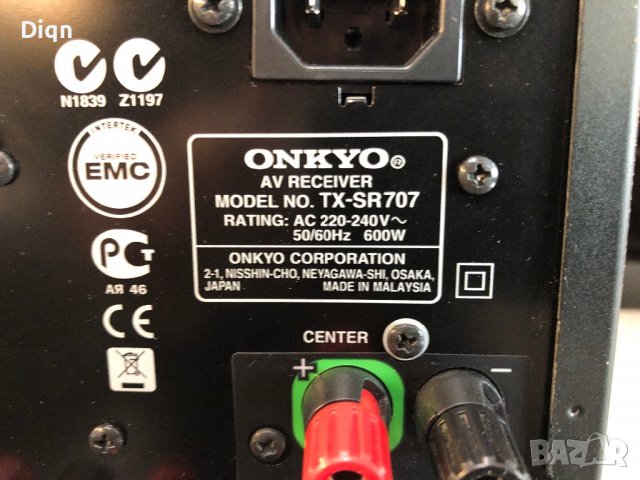 Diqn
N1839 Z1197
INTERTEK
VERIFIED
EMC
ONKYO®
AV RECEIVER
MODEL NO. TX-SR707
RATING: AC 220-240V~
50/60Hz 600W
ONKYO CORPORATION
2-1, NISSHIN-CHO, NEYAGAWA-SHI, OSAKA,
JAPAN MADE IN MALAYSIA
PC T
АЯ 46
CE
CENTER
+ −
BAZAR